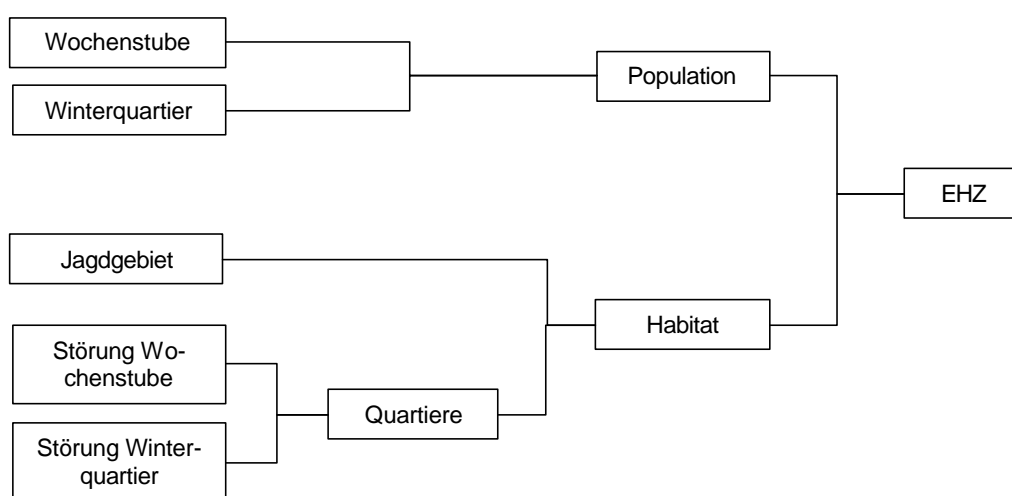 Wochenstube
Population
Winterquartier
EHZ
Jagdgebiet
Habitat
Störung Wo-
chenstube
Quartiere
Störung Winter-
quartier